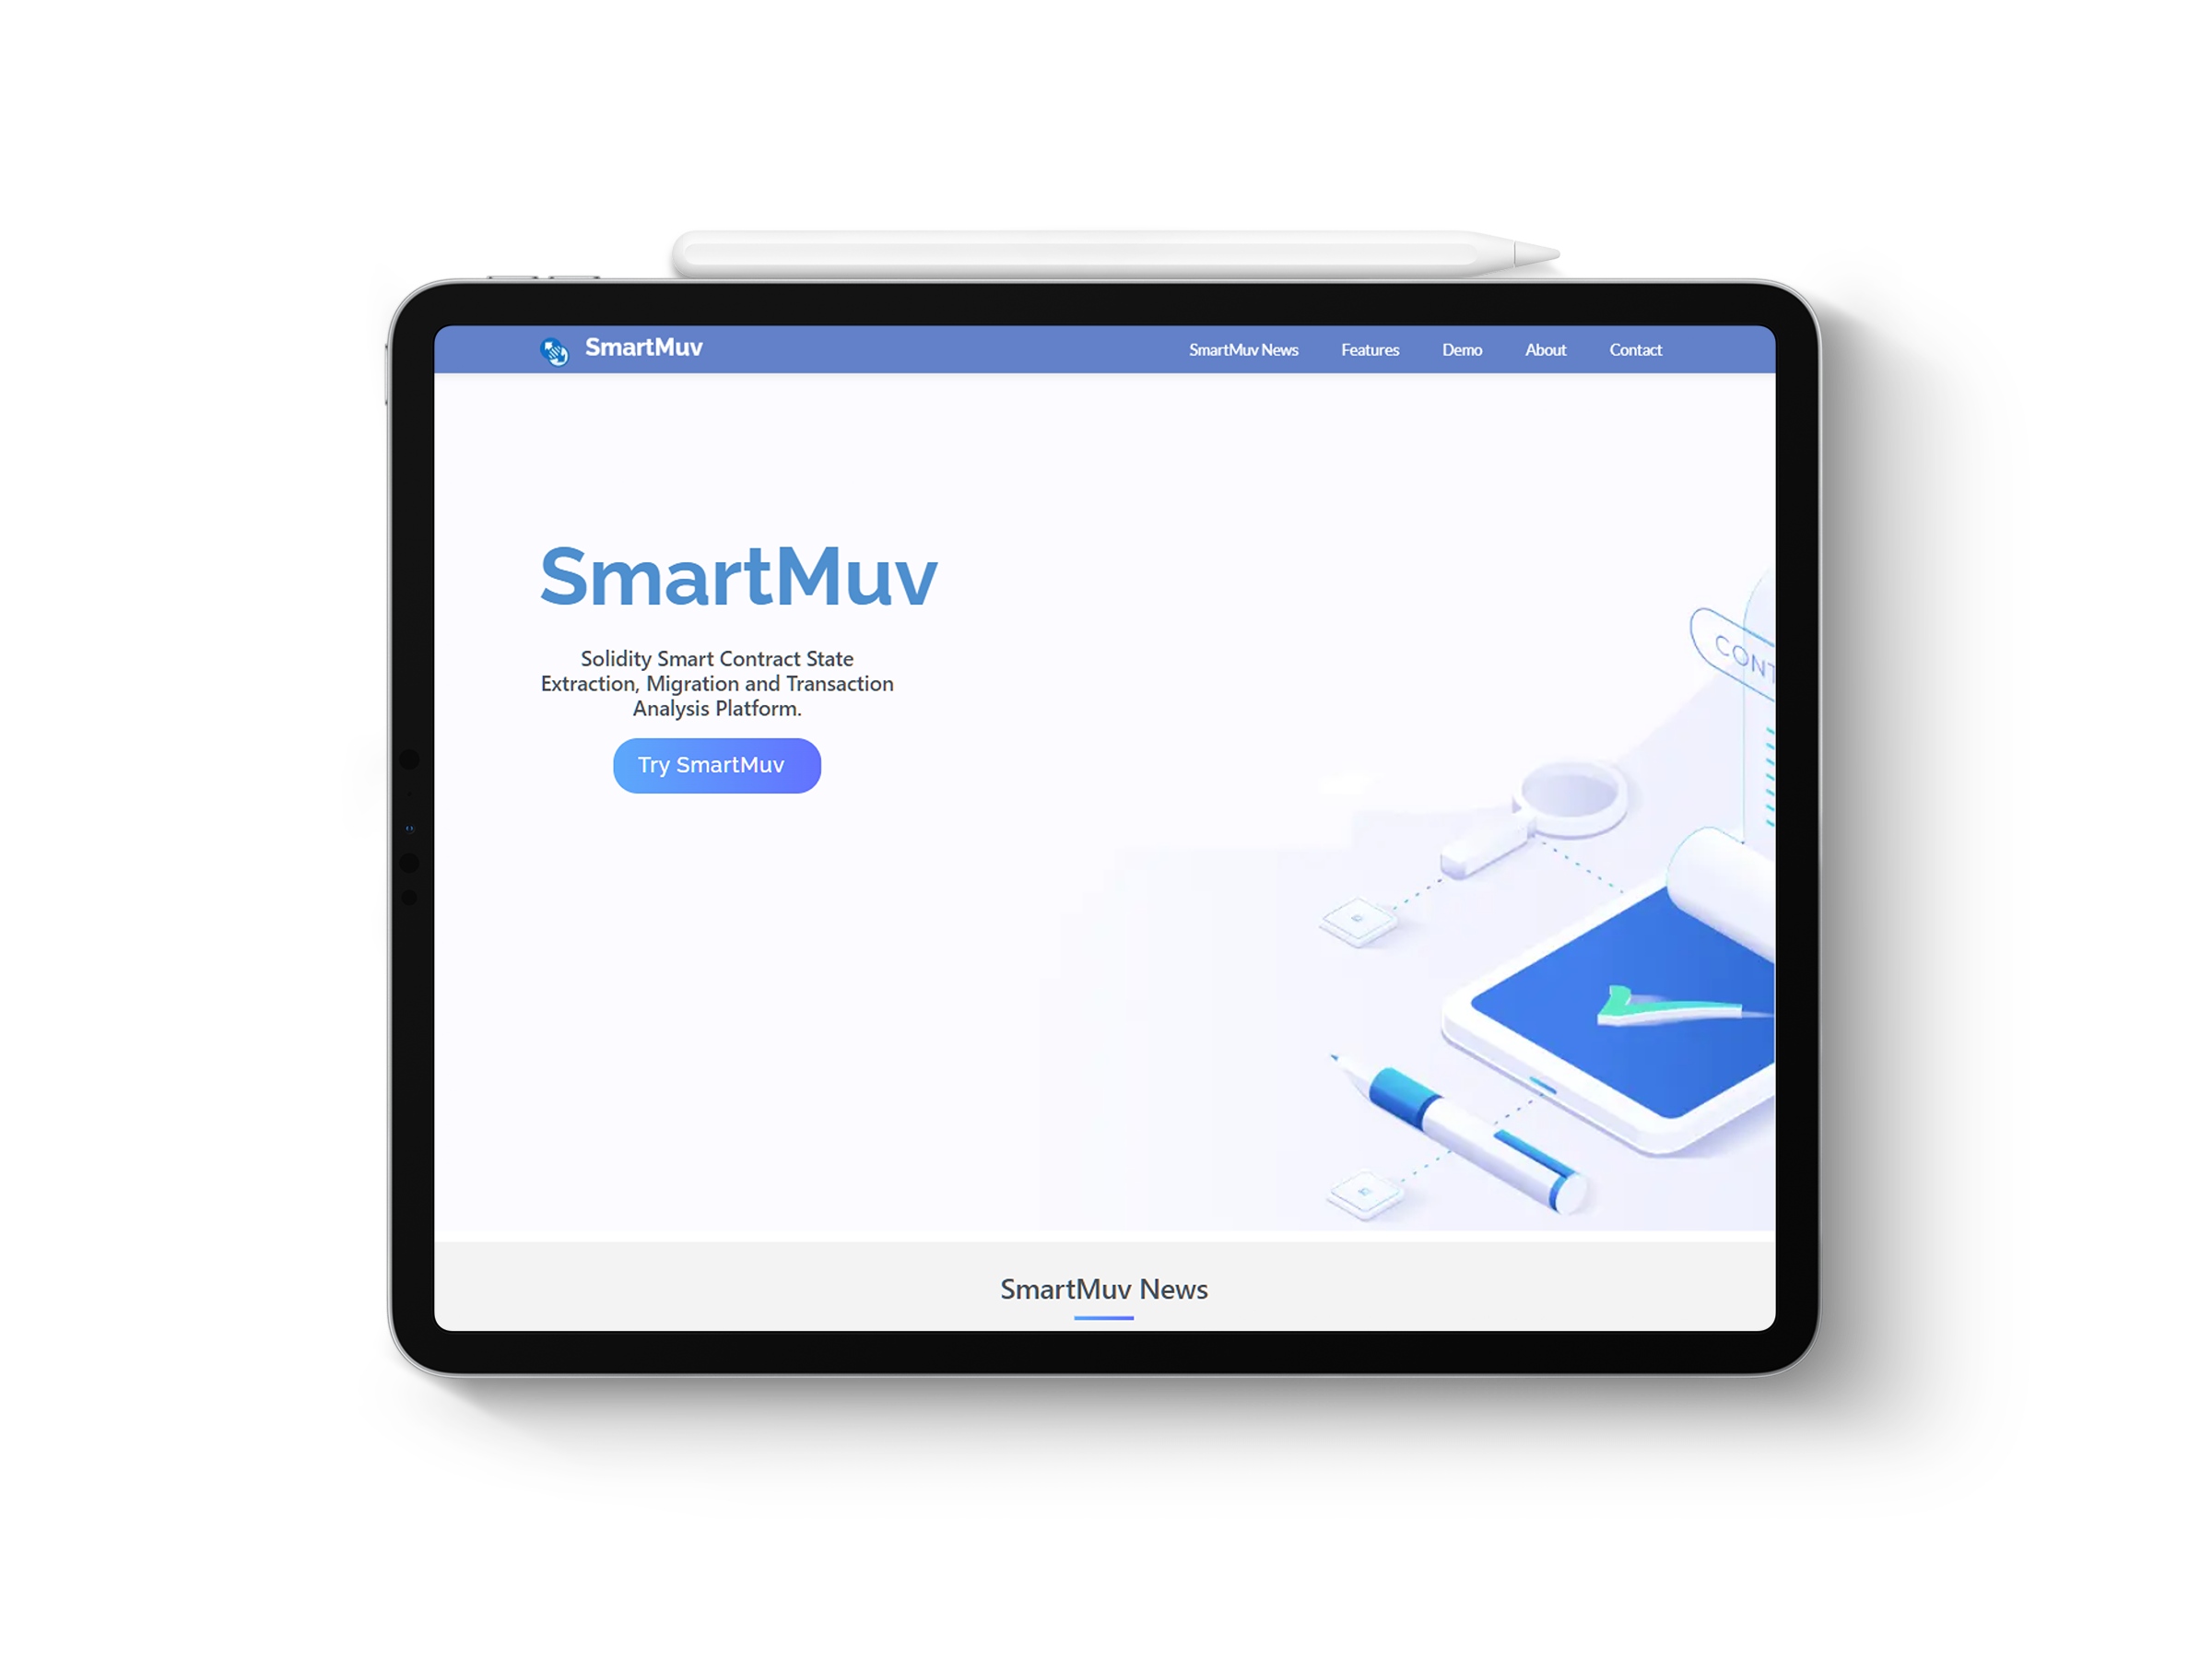 SmartMuv
SmartMuv News Features Demo About Contact
SmartMuv
Solidity Smart Contract State
Extraction, Migration and Transaction
Analysis Platform.
Try SmartMuv
CONT
SmartMuv News